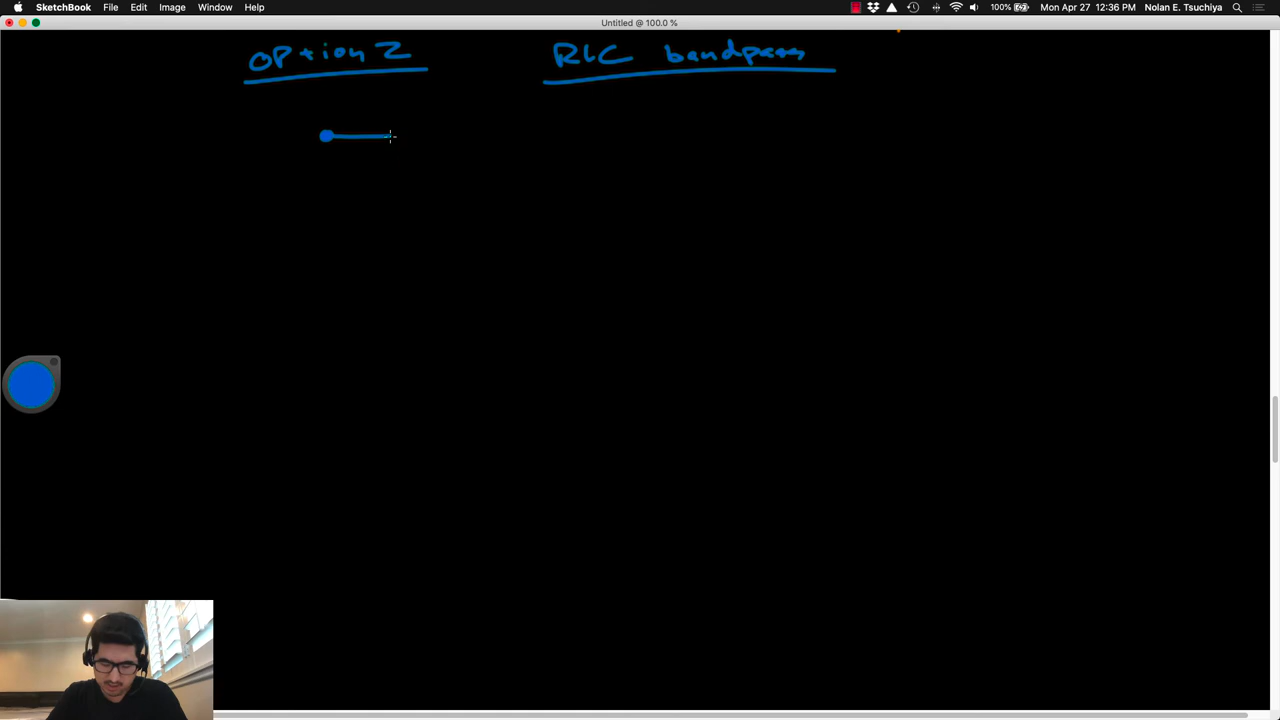 SketchBook File Edit Image Window Help 100% Mon Apr 27 12:36 PM Nolan E. Tsuchiya
Untitled @ 100.0 %
Option 2 RLC bandpass